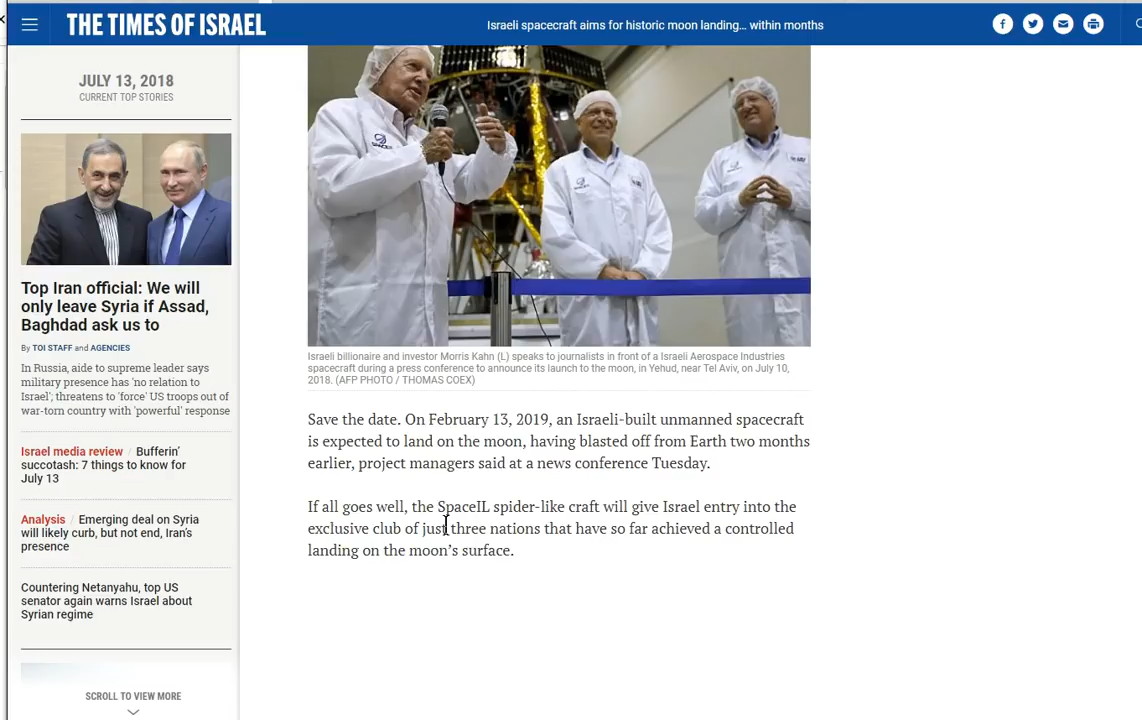 THE TIMES OF ISRAEL
Israeli spacecraft aims for historic moon landing... within months
JULY 13, 2018
CURRENT TOP STORIES
Top Iran official: We will
only leave Syria if Assad,
Baghdad ask us to
By TOI STAFF and AGENCIES
In Russia, aide to supreme leader says
military presence has 'no relation to
Israel'; threatens to 'force' US troops out of
war-torn country with 'powerful' response
Israel media review / Bufferin'
succotash: 7 things to know for
July 13
Analysis / Emerging deal on Syria
will likely curb, but not end, Iran's
presence
Countering Netanyahu, top US
senator again warns Israel about
Syrian regime
SCROLL TO VIEW MORE
Israeli billionaire and investor Morris Kahn (L) speaks to journalists in front of a Israeli Aerospace Industries
spacecraft during a press conference to announce its launch to the moon, in Yehud, near Tel Aviv, on July 10,
2018. (AFP PHOTO / THOMAS COEX)
Save the date. On February 13, 2019, an Israeli-built unmanned spacecraft
is expected to land on the moon, having blasted off from Earth two months
earlier, project managers said at a news conference Tuesday.
If all goes well, the SpaceIL spider-like craft will give Israel entry into the
exclusive club of just three nations that have so far achieved a controlled
landing on the moon’s surface.